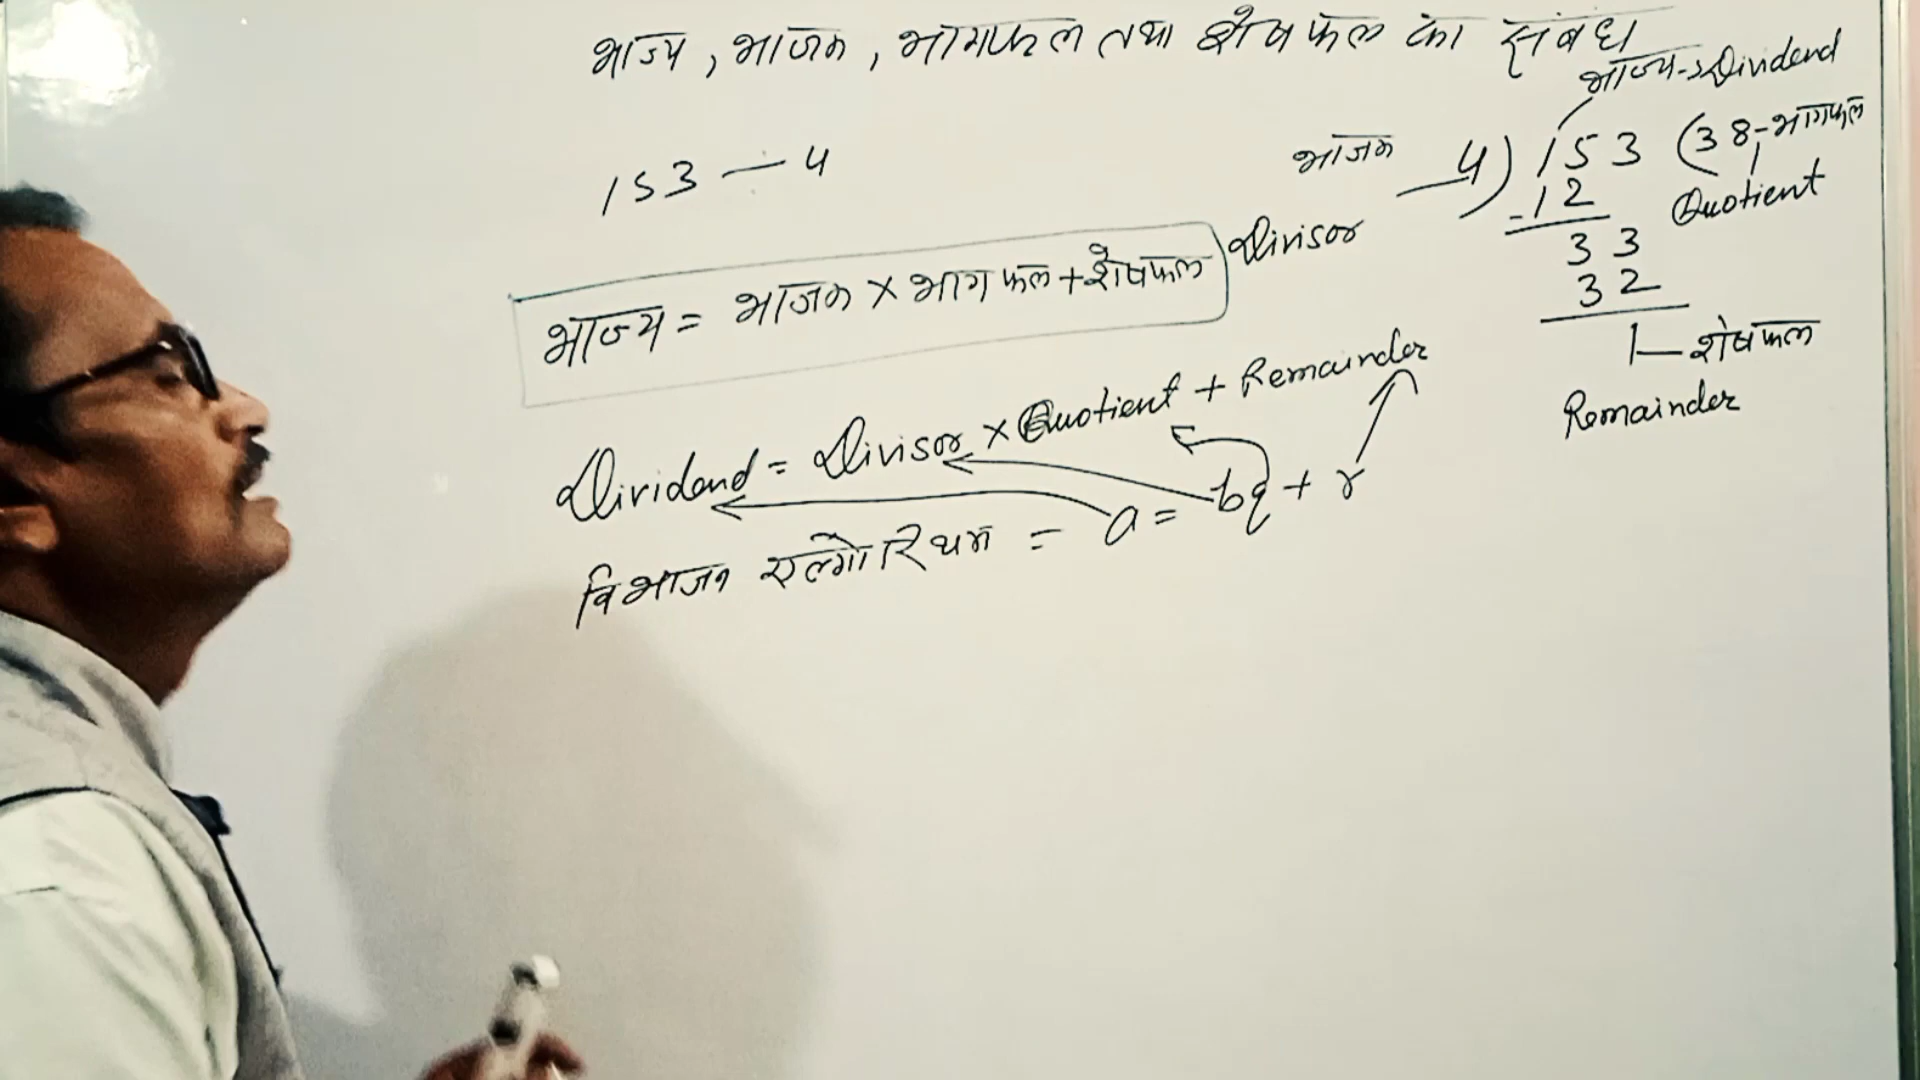 भाज्य, भाजक, भागफल तथा शेषफल का संबंध
153 ÷ 4
भाज्य = भाजक × भागफल + शेषफल
Dividend = Divisor × Quotient + Remainder
विभाजन एल्गोरिथम = a = bq + r
भाज्य → Dividend
भाजक 4) 153 (38 - भागफल
Divisor
Quotient
-12
33
32
1 - शेषफल
Remainder